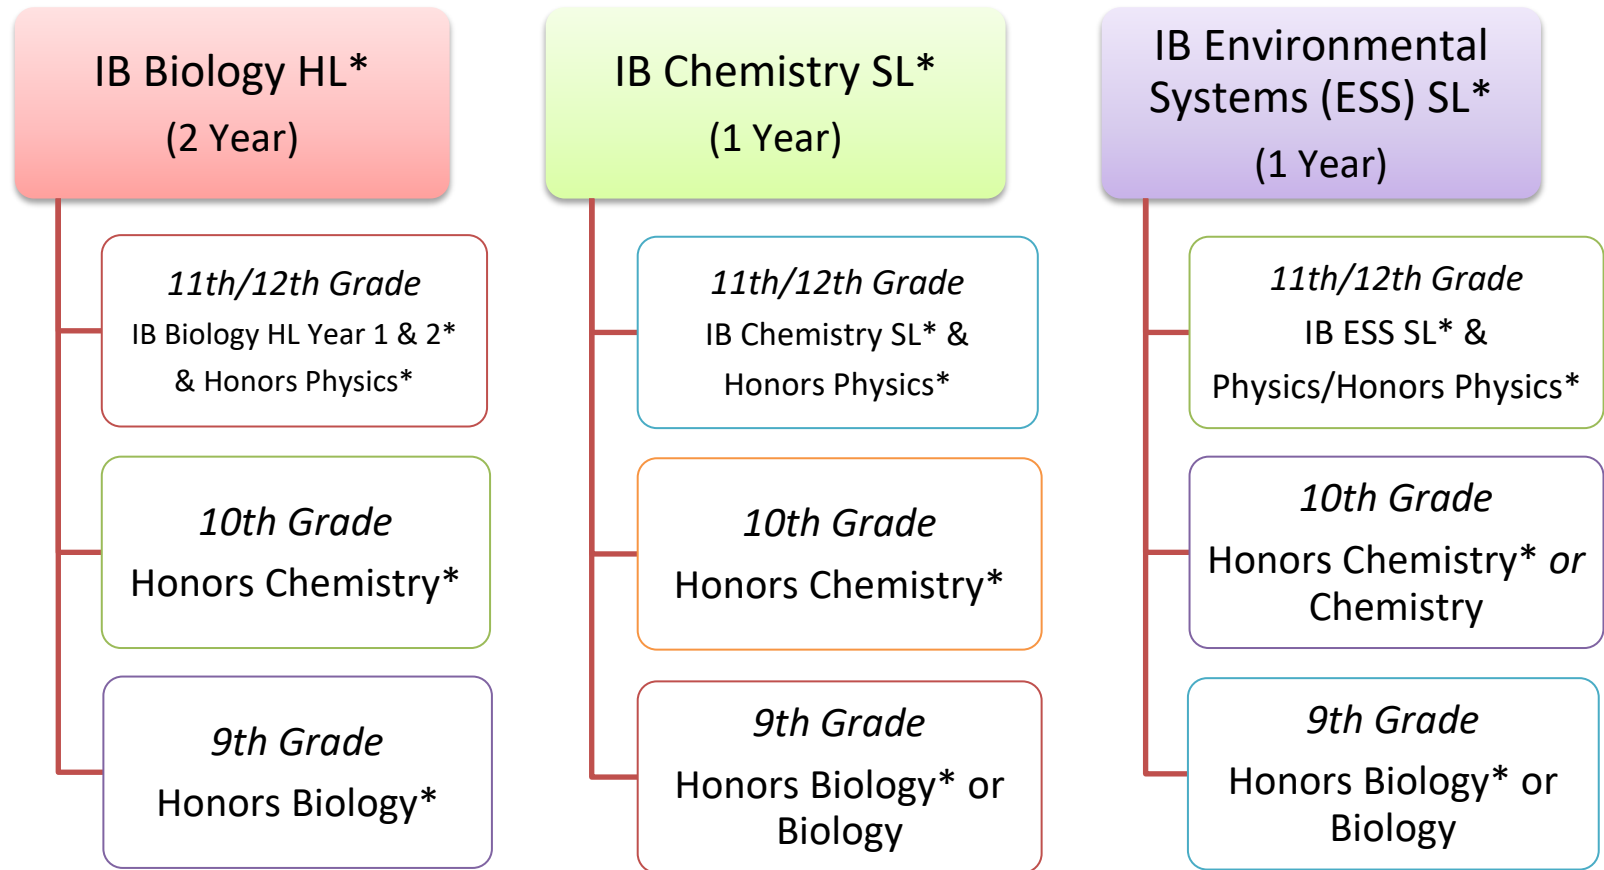 IB Biology HL*
(2 Year)
11th/12th Grade
IB Biology HL Year 1 & 2*
& Honors Physics*
10th Grade
Honors Chemistry*
9th Grade
Honors Biology*
IB Chemistry SL*
(1 Year)
11th/12th Grade
IB Chemistry SL* &
Honors Physics*
10th Grade
Honors Chemistry*
9th Grade
Honors Biology* or
Biology
IB Environmental
Systems (ESS) SL*
(1 Year)
11th/12th Grade
IB ESS SL* &
Physics/Honors Physics*
10th Grade
Honors Chemistry* or
Chemistry
9th Grade
Honors Biology* or
Biology